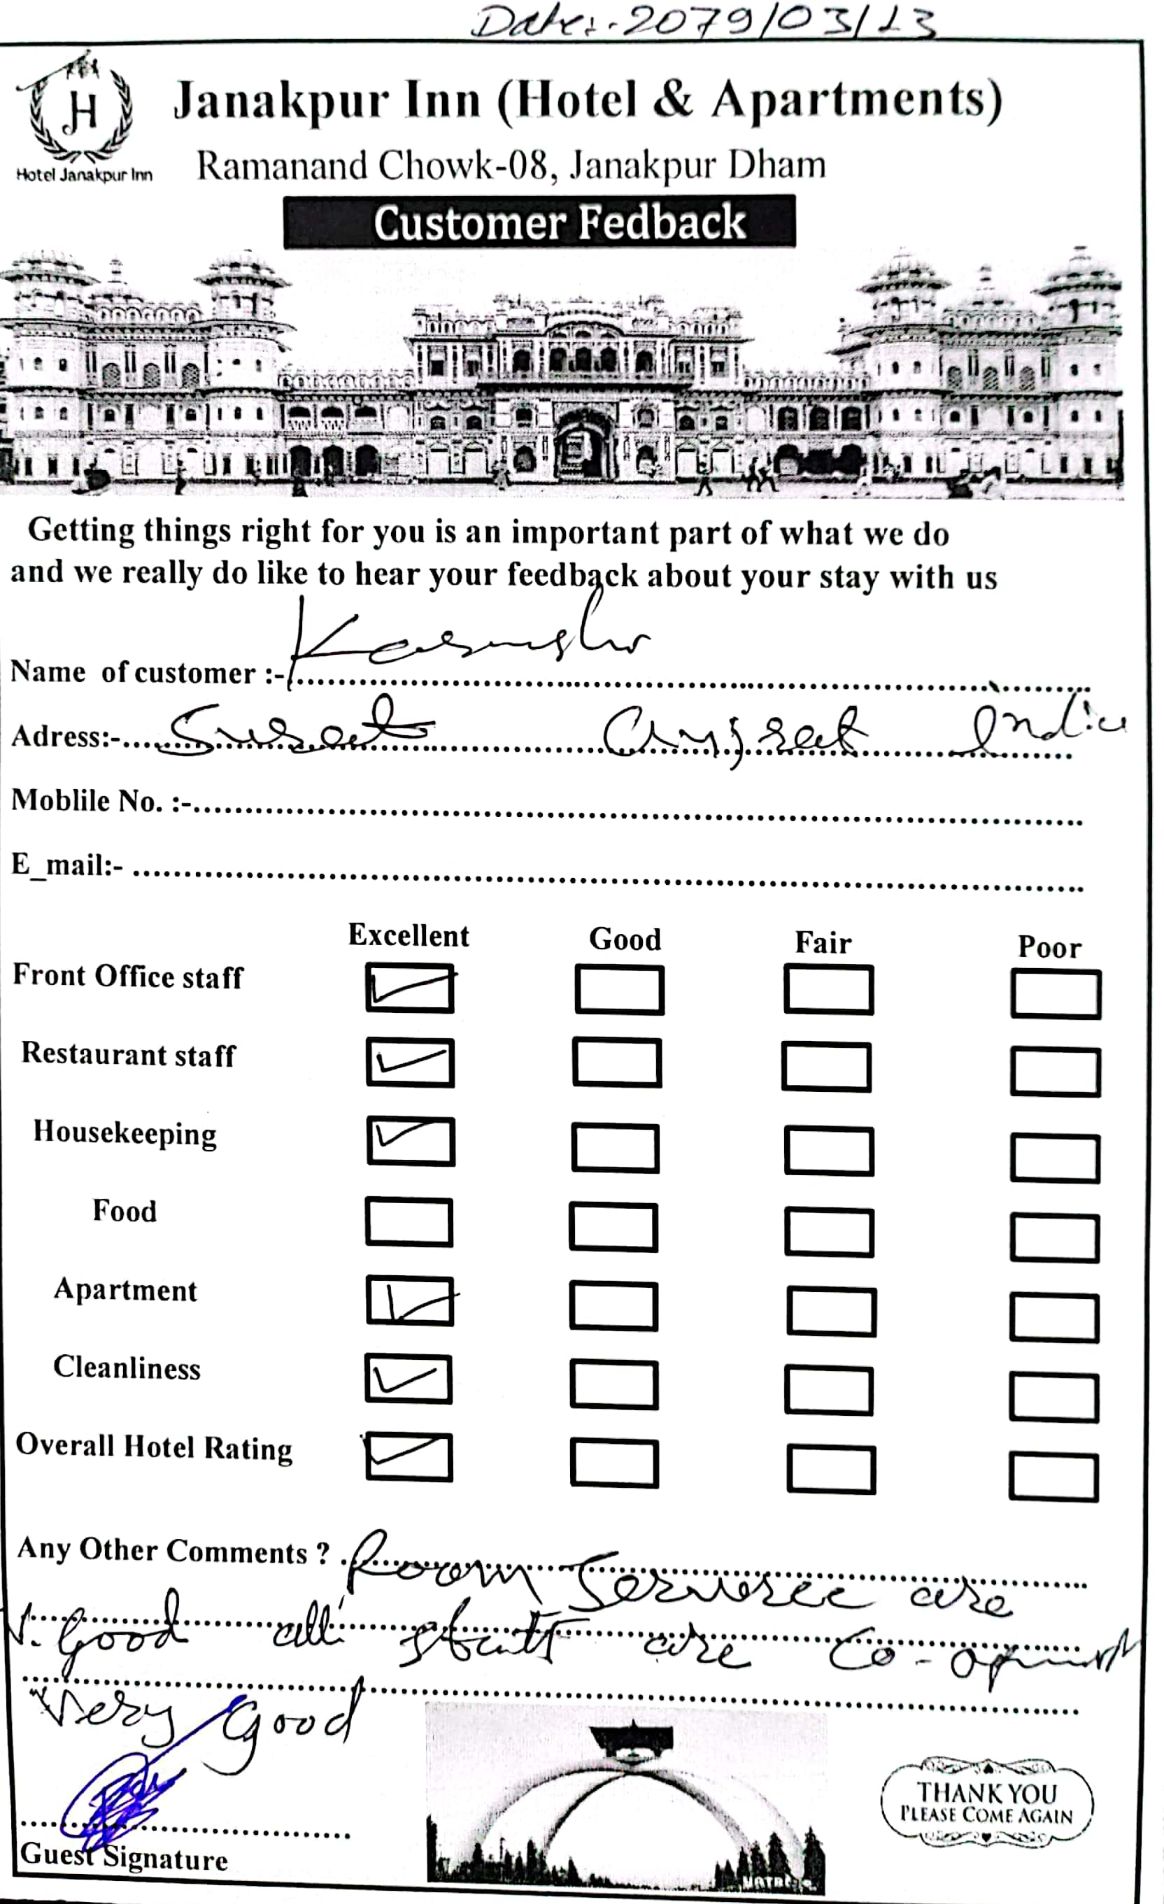 Date:-2079/03/13
H
Hotel Janakpur Inn
Janakpur Inn (Hotel & Apartments)
Ramanand Chowk-08, Janakpur Dham
Customer Fedback
Getting things right for you is an important part of what we do
and we really do like to hear your feedback about your stay with us
Name of customer :-
Adress:- Surat Gujrat India
Moblile No. :-
E_mail:-
Excellent Good Fair Poor
Front Office staff
Restaurant staff
Housekeeping
Food
Apartment
Cleanliness
Overall Hotel Rating
Any Other Comments ? Room Serviece are
V. Good all staff are
Very Good
Guest Signature
THANK YOU
PLEASE COME AGAIN